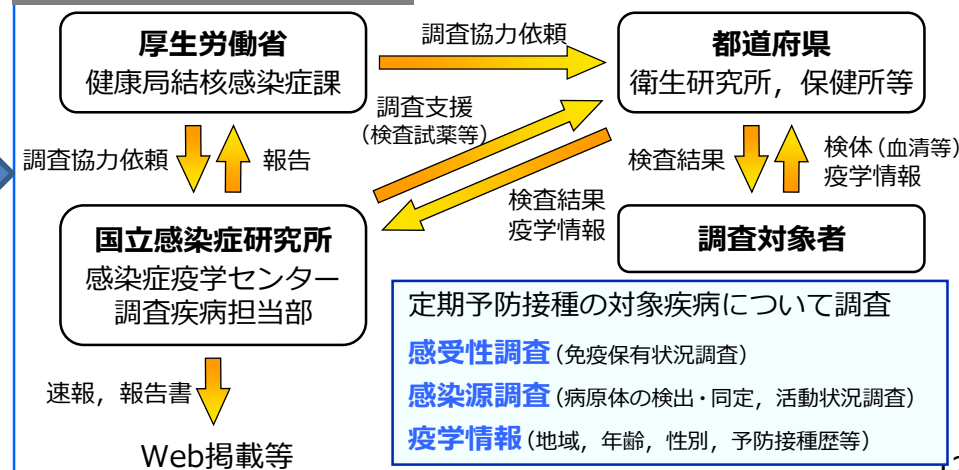 厚生労働省
健康局結核感染症課
調査協力依頼
都道府県
衛生研究所，保健所等
調査支援
（検査試薬等）
調査協力依頼
報告
検査結果
疫学情報
検査結果
検体（血清等）
疫学情報
国立感染症研究所
感染症疫学センター
調査疾病担当部
調査対象者
定期予防接種の対象疾病について調査
感受性調査（免疫保有状況調査）
感染源調査（病原体の検出・同定，活動状況調査）
疫学情報（地域，年齢，性別，予防接種歴等）
速報，報告書
Web掲載等